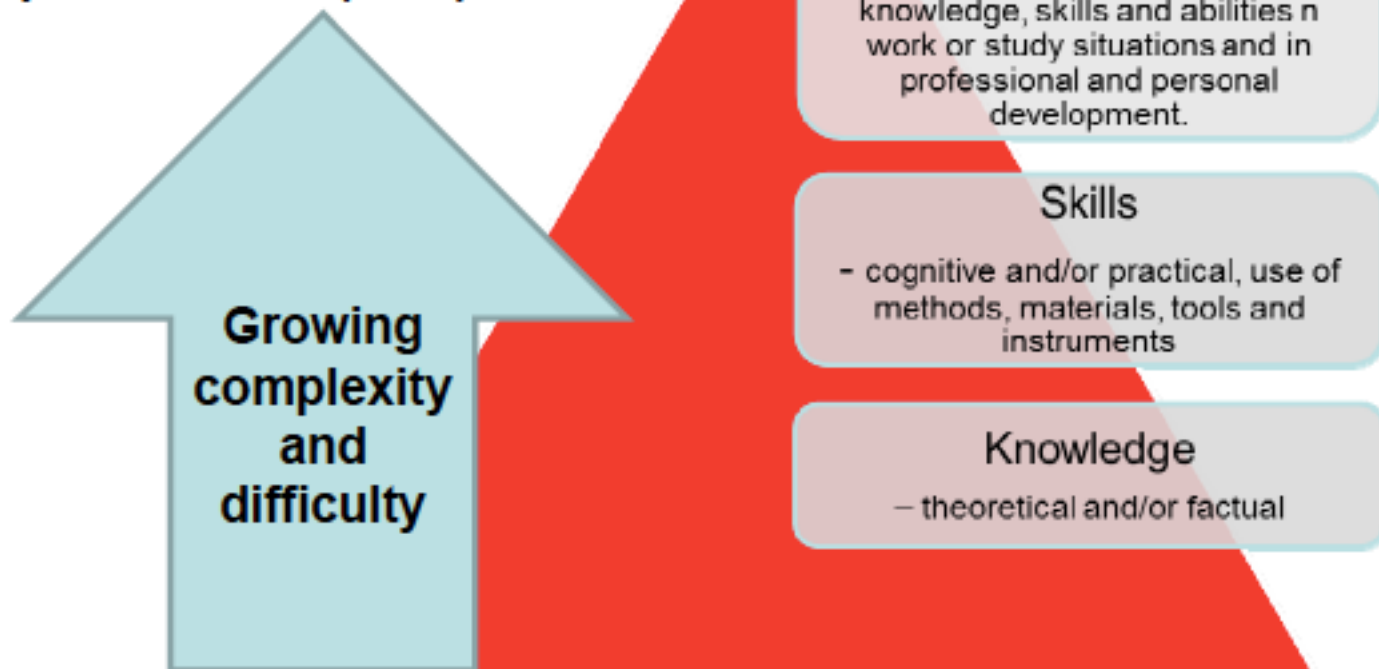 knowledge, skills and abilities n
work or study situations and in
professional and personal
development.
Skills
- cognitive and/or practical, use of
methods, materials, tools and
instruments
Knowledge
– theoretical and/or factual
Growing
complexity
and
difficulty